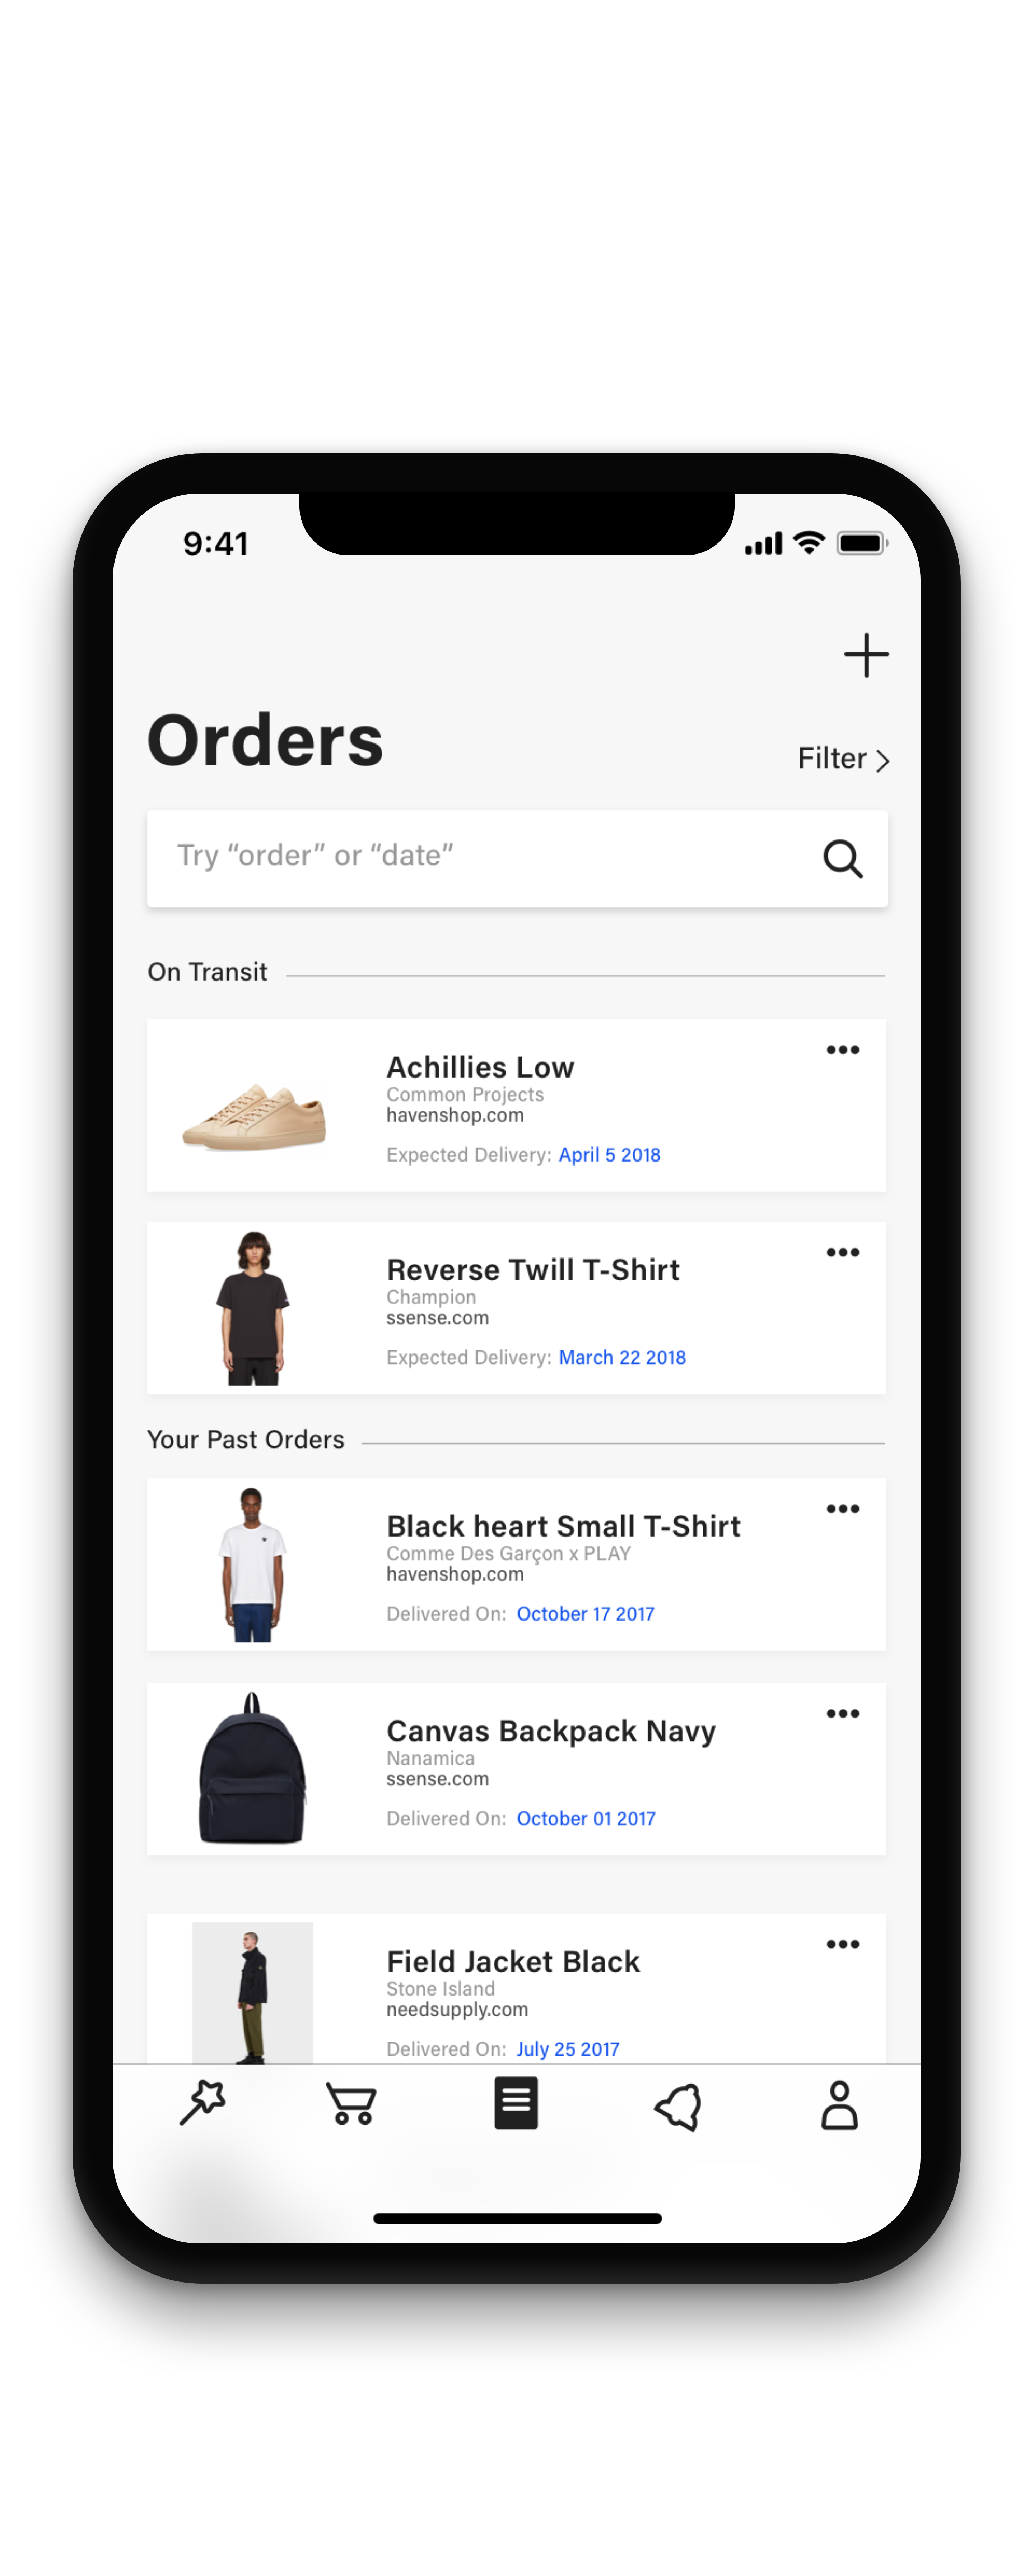 9:41
Orders
Filter
Try “order” or “date”
On Transit
Achillies Low
Common Projects
havenshop.com
Expected Delivery: April 5 2018
Reverse Twill T-Shirt
Champion
ssense.com
Expected Delivery: March 22 2018
Your Past Orders
Black heart Small T-Shirt
Comme Des Garçon x PLAY
havenshop.com
Delivered On: October 17 2017
Canvas Backpack Navy
Nanamica
ssense.com
Delivered On: October 01 2017
Field Jacket Black
Stone Island
needsupply.com
Delivered On: July 25 2017